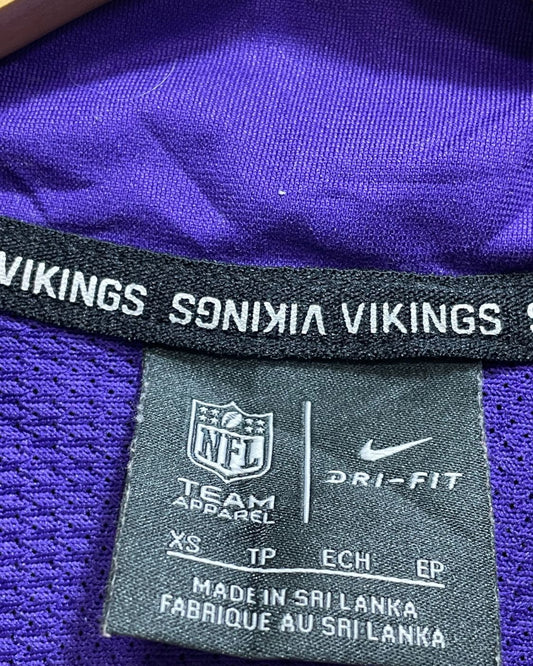 VIKINGS VIKINGS VIKINGS S
NFL
TEAM
APPAREL
DRI-FIT
XS TP ECH EP
MADE IN SRI LANKA
FABRIQUE AU SRI LANKA